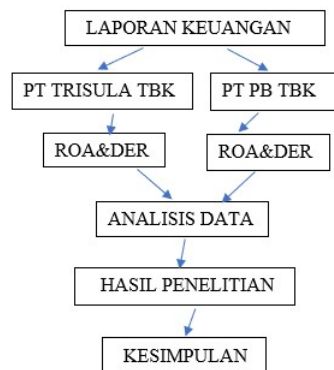 LAPORAN KEUANGAN
PT TRISULA TBK
PT PB TBK
ROA&DER
ROA&DER
ANALISIS DATA
HASIL PENELITIAN
KESIMPULAN